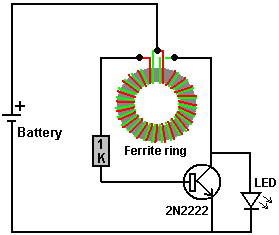 +
Battery
1
K
Ferrite ring
2N2222
LED